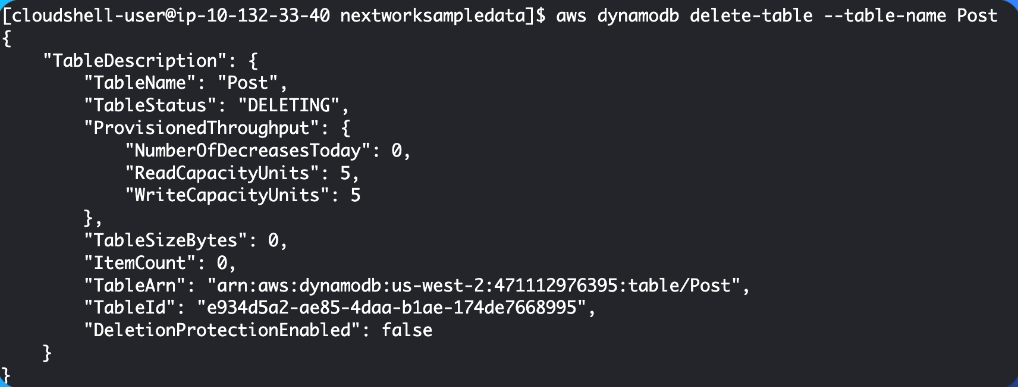 [cloudshell-user@ip-10-132-33-40 nextworksampledata]$ aws dynamodb delete-table --table-name Post
{
    "TableDescription": {
        "TableName": "Post",
        "TableStatus": "DELETING",
        "ProvisionedThroughput": {
            "NumberOfDecreasesToday": 0,
            "ReadCapacityUnits": 5,
            "WriteCapacityUnits": 5
        },
        "TableSizeBytes": 0,
        "ItemCount": 0,
        "TableArn": "arn:aws:dynamodb:us-west-2:471112976395:table/Post",
        "TableId": "e934d5a2-ae85-4daa-b1ae-174de7668995",
        "DeletionProtectionEnabled": false
    }
}